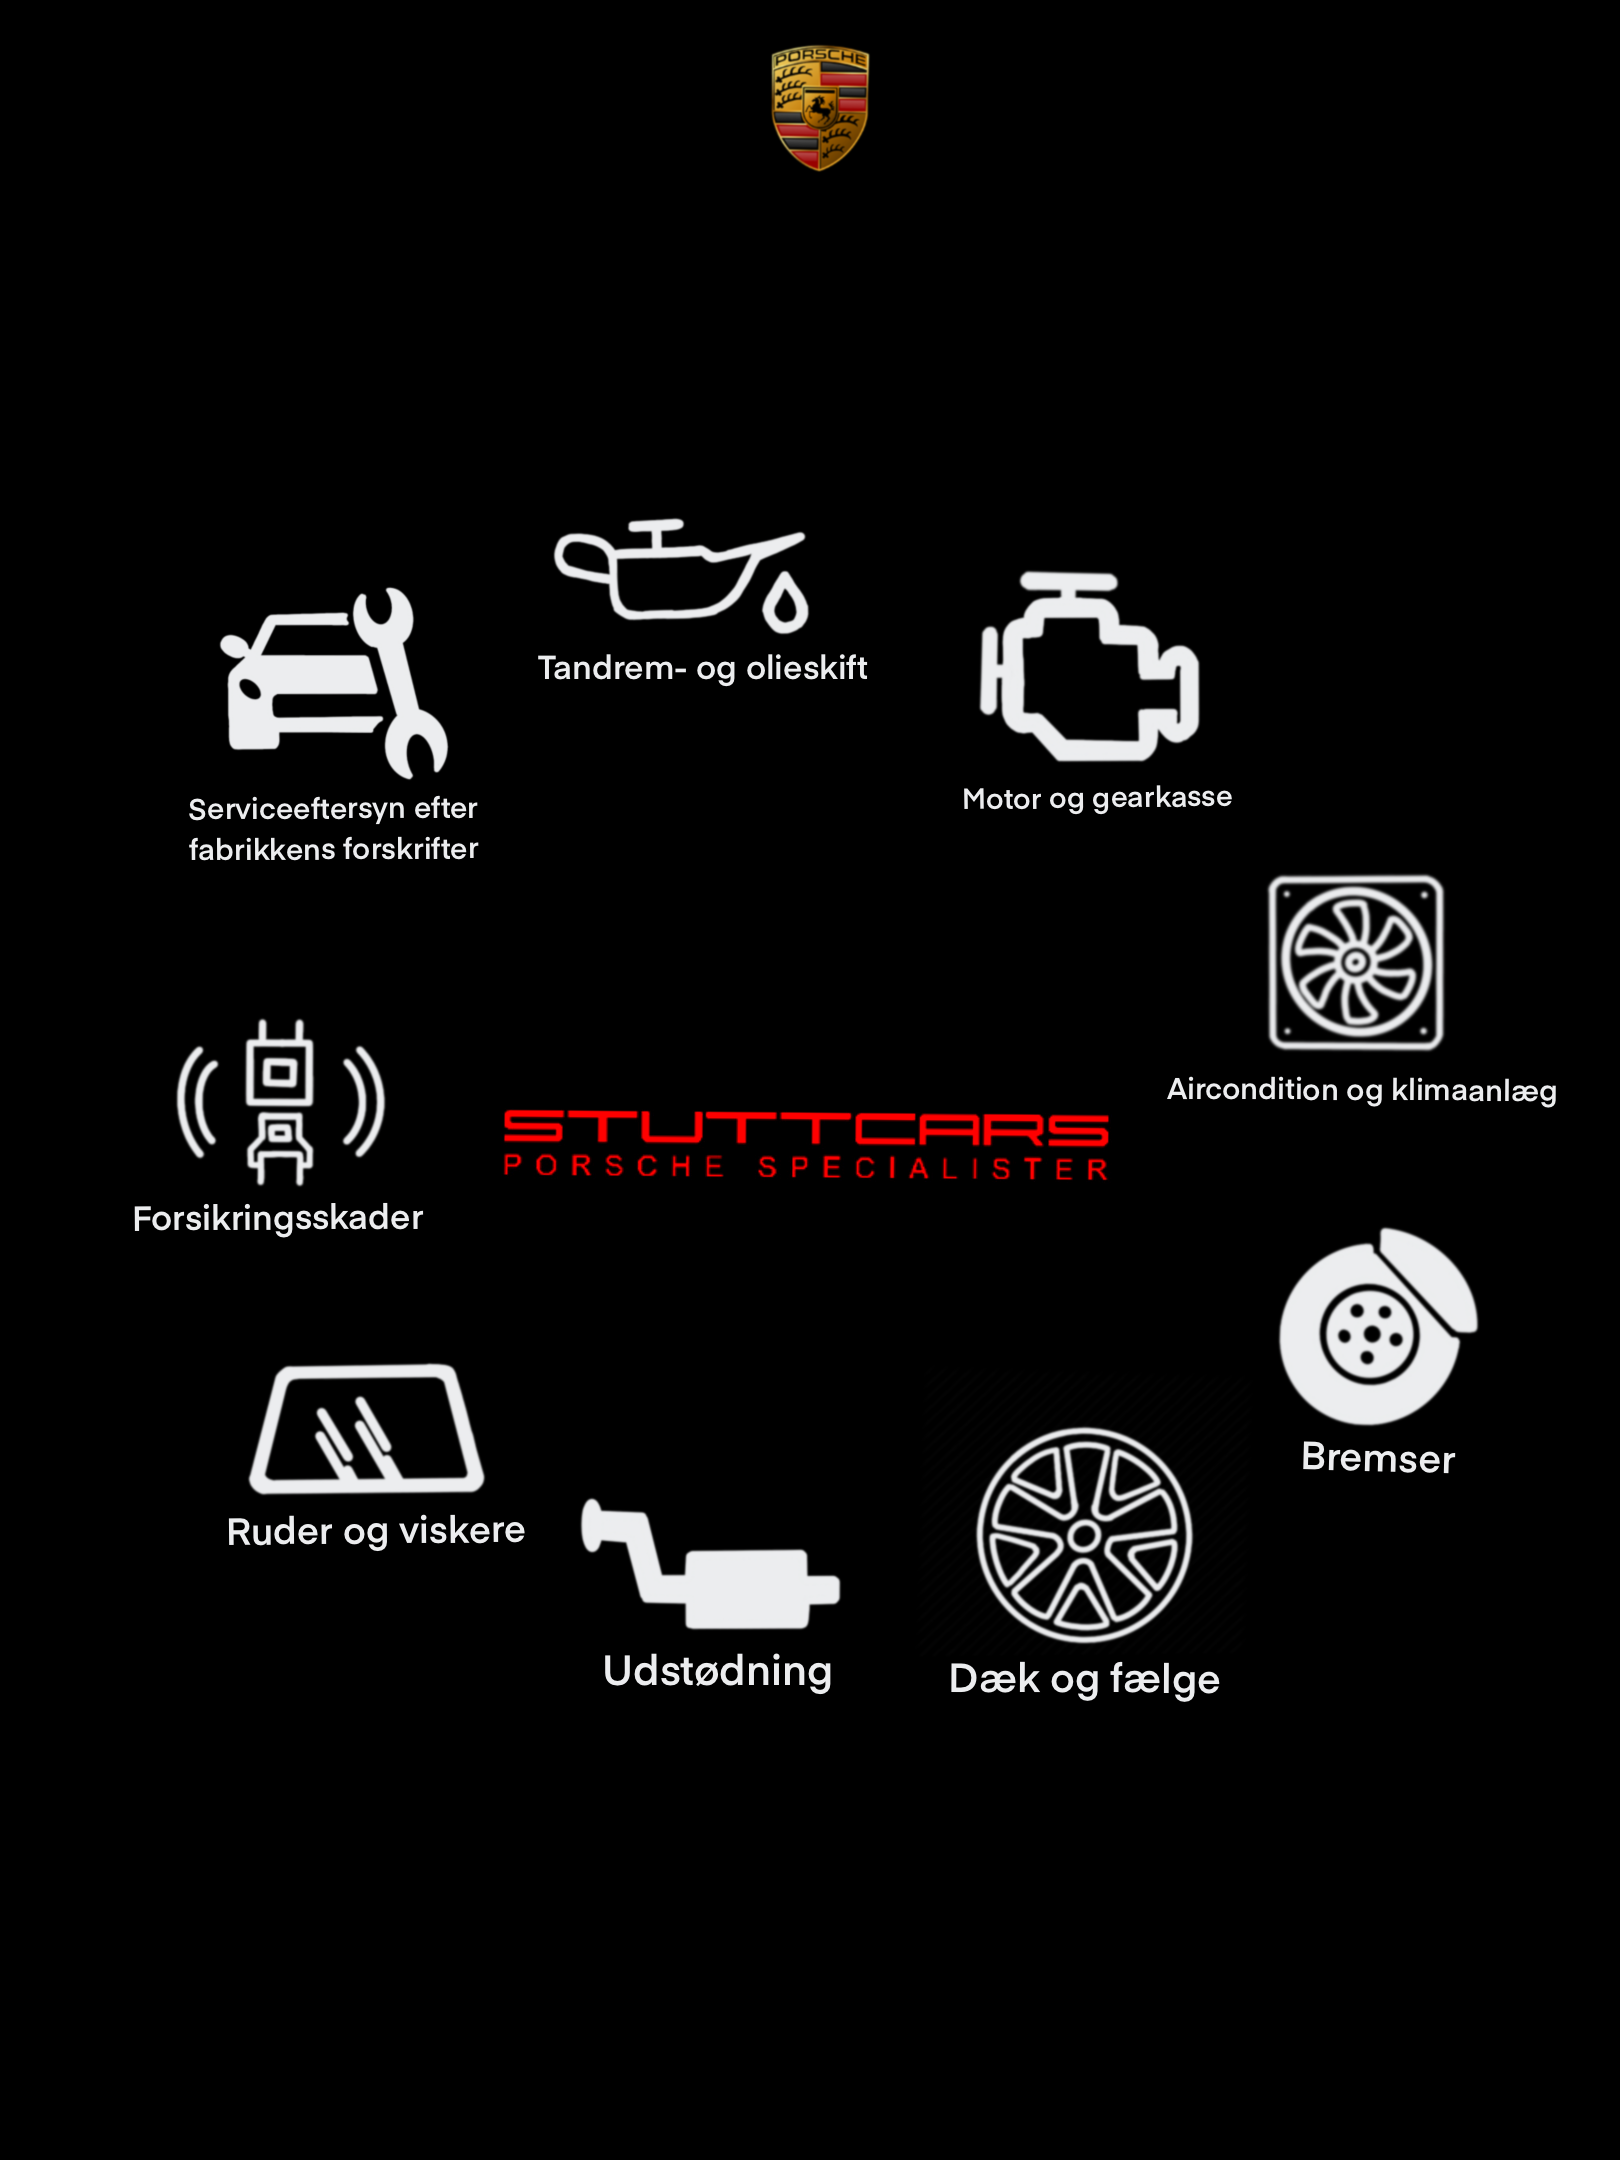 PORSCHE
Tandrem- og olieskift
Serviceeftersyn efter
fabrikkens forskrifter
Motor og gearkasse
Aircondition og klimaanlæg
STUTTCARS
PORSCHE SPECIALISTER
Forsikringsskader
Bremser
Ruder og viskere
Udstødning
Dæk og fælge